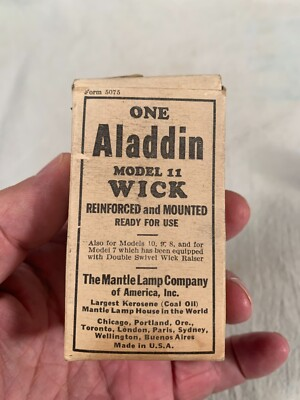 Form 5075
ONE
Aladdin
MODEL 11
WICK
REINFORCED and MOUNTED
READY FOR USE
Also for Models 10, 9, 8, and for
Model 7 which has been equipped
with Double Swivel Wick Raiser
The Mantle Lamp Company
of America, Inc.
Largest Kerosene (Coal Oil)
Mantle Lamp House in the World
Chicago, Portland, Ore.,
Toronto, London, Paris, Sydney,
Wellington, Buenos Aires
Made in U.S.A.